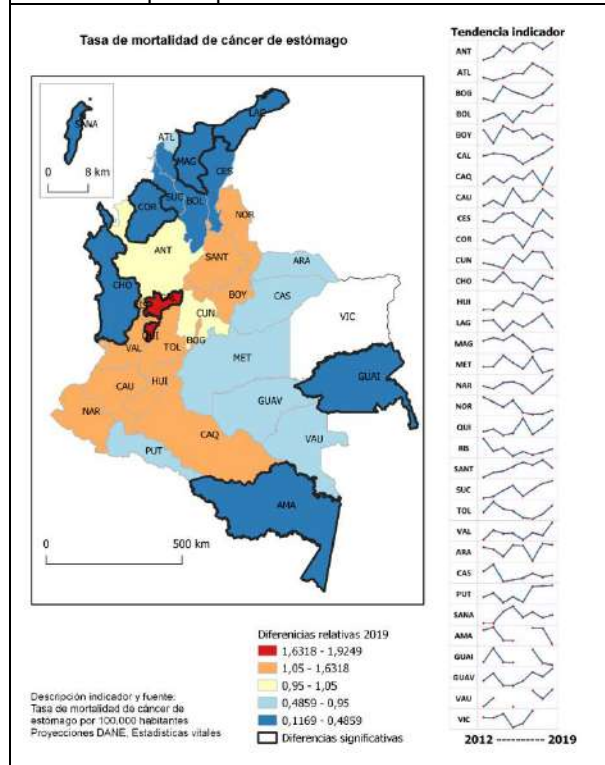 Tasa de mortalidad de cáncer de estómago
SANA
0 8 km
LAG
ATL
MAG
CES
SUC
COR
BOL
NOR
ANT
SANT
ARA
CHO
BOY
CAS
CUN
VIC
QUI
BOG
VAL
TOL
MET
GUAI
CAU
HUI
GUAV
NAR
CAQ
VAU
PUT
AMA
0 500 km
Diferenicias relativas 2019
1,6318 - 1,9249
1,05 - 1,6318
0,95 - 1,05
0,4859 - 0,95
0,1169 - 0,4859
Diferencias significativas
Descripción indicador y fuente:
Tasa de mortalidad de cáncer de
estómago por 100.000 habitantes
Proyecciones DANE, Estadisticas vitales
Tendencia indicador
ANT
ATL
BOG
BOL
BOY
CAL
CAQ
CAU
CES
COR
CUN
CHO
HUI
LAG
MAG
MET
NAR
NOR
QUI
RIS
SANT
SUC
TOL
VAL
ARA
CAS
PUT
SANA
AMA
GUAI
GUAV
VAU
VIC
2012 ----------- 2019